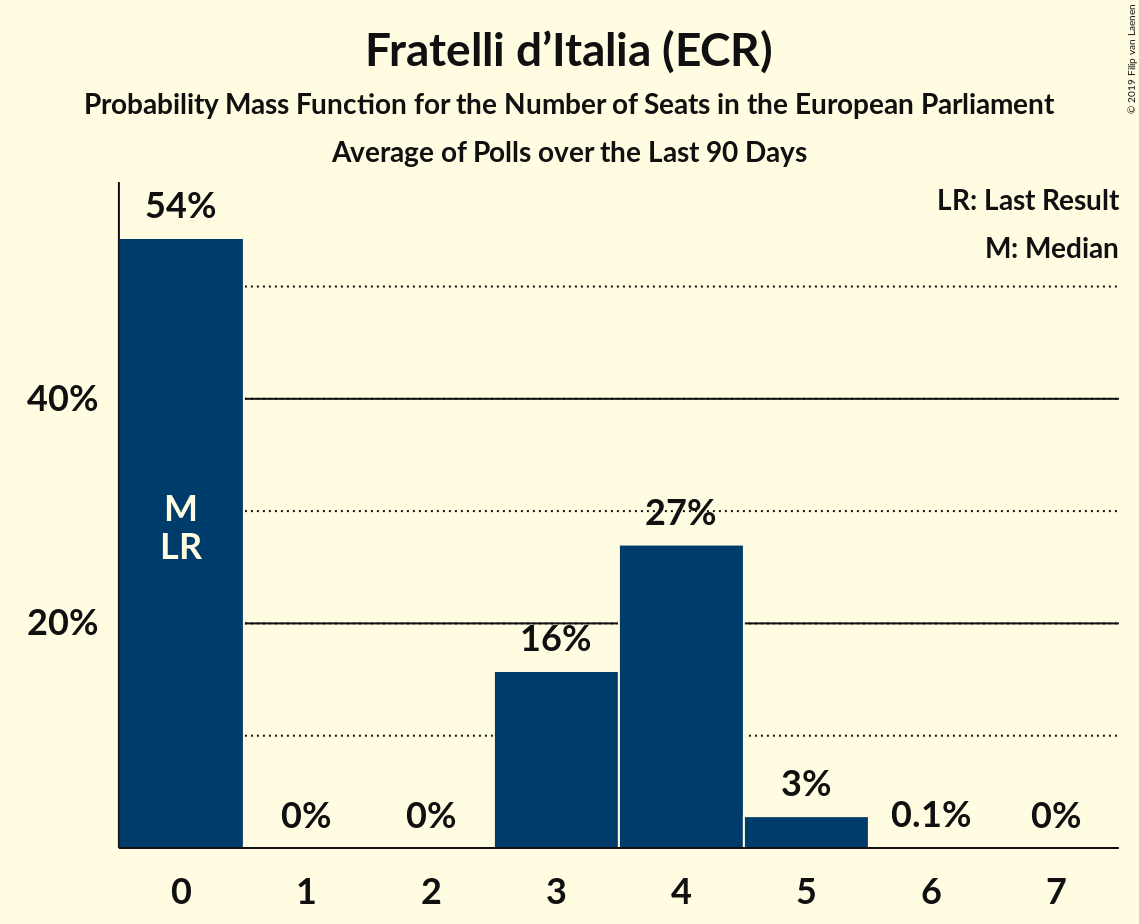 Fratelli d’Italia (ECR)
Probability Mass Function for the Number of Seats in the European Parliament
Average of Polls over the Last 90 Days
© 2019 Filip van Laenen
LR: Last Result
M: Median
54%
40%
20%
M
LR
0%
0%
16%
27%
3%
0.1%
0%
0 1 2 3 4 5 6 7